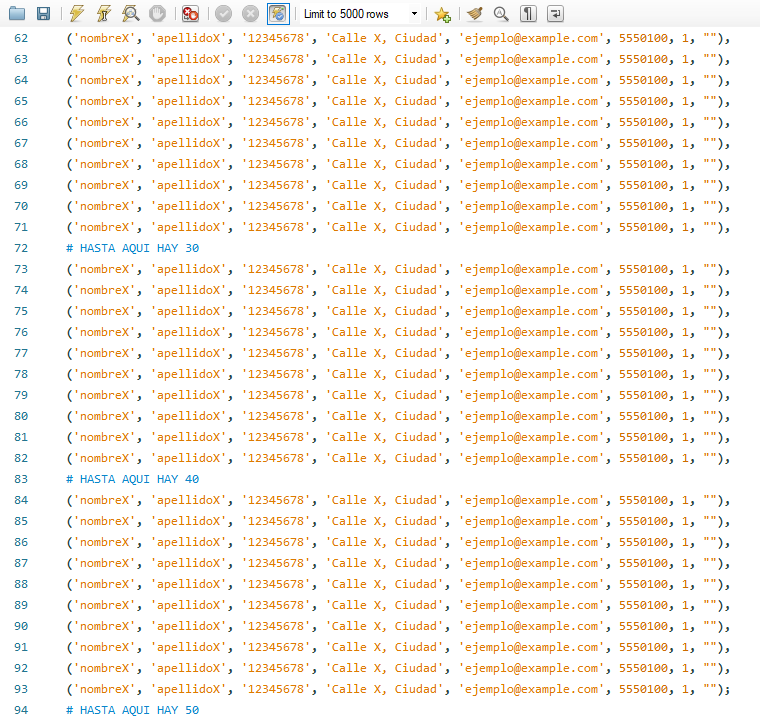 Limit to 5000 rows
62 ('nombreX', 'apellidoX', '12345678', 'Calle X, Ciudad', 'ejemplo@example.com', 5550100, 1, ""),
63 ('nombreX', 'apellidoX', '12345678', 'Calle X, Ciudad', 'ejemplo@example.com', 5550100, 1, ""),
64 ('nombreX', 'apellidoX', '12345678', 'Calle X, Ciudad', 'ejemplo@example.com', 5550100, 1, ""),
65 ('nombreX', 'apellidoX', '12345678', 'Calle X, Ciudad', 'ejemplo@example.com', 5550100, 1, ""),
66 ('nombreX', 'apellidoX', '12345678', 'Calle X, Ciudad', 'ejemplo@example.com', 5550100, 1, ""),
67 ('nombreX', 'apellidoX', '12345678', 'Calle X, Ciudad', 'ejemplo@example.com', 5550100, 1, ""),
68 ('nombreX', 'apellidoX', '12345678', 'Calle X, Ciudad', 'ejemplo@example.com', 5550100, 1, ""),
69 ('nombreX', 'apellidoX', '12345678', 'Calle X, Ciudad', 'ejemplo@example.com', 5550100, 1, ""),
70 ('nombreX', 'apellidoX', '12345678', 'Calle X, Ciudad', 'ejemplo@example.com', 5550100, 1, ""),
71 ('nombreX', 'apellidoX', '12345678', 'Calle X, Ciudad', 'ejemplo@example.com', 5550100, 1, ""),
72 # HASTA AQUI HAY 30
73 ('nombreX', 'apellidoX', '12345678', 'Calle X, Ciudad', 'ejemplo@example.com', 5550100, 1, ""),
74 ('nombreX', 'apellidoX', '12345678', 'Calle X, Ciudad', 'ejemplo@example.com', 5550100, 1, ""),
75 ('nombreX', 'apellidoX', '12345678', 'Calle X, Ciudad', 'ejemplo@example.com', 5550100, 1, ""),
76 ('nombreX', 'apellidoX', '12345678', 'Calle X, Ciudad', 'ejemplo@example.com', 5550100, 1, ""),
77 ('nombreX', 'apellidoX', '12345678', 'Calle X, Ciudad', 'ejemplo@example.com', 5550100, 1, ""),
78 ('nombreX', 'apellidoX', '12345678', 'Calle X, Ciudad', 'ejemplo@example.com', 5550100, 1, ""),
79 ('nombreX', 'apellidoX', '12345678', 'Calle X, Ciudad', 'ejemplo@example.com', 5550100, 1, ""),
80 ('nombreX', 'apellidoX', '12345678', 'Calle X, Ciudad', 'ejemplo@example.com', 5550100, 1, ""),
81 ('nombreX', 'apellidoX', '12345678', 'Calle X, Ciudad', 'ejemplo@example.com', 5550100, 1, ""),
82 ('nombreX', 'apellidoX', '12345678', 'Calle X, Ciudad', 'ejemplo@example.com', 5550100, 1, ""),
83 # HASTA AQUI HAY 40
84 ('nombreX', 'apellidoX', '12345678', 'Calle X, Ciudad', 'ejemplo@example.com', 5550100, 1, ""),
85 ('nombreX', 'apellidoX', '12345678', 'Calle X, Ciudad', 'ejemplo@example.com', 5550100, 1, ""),
86 ('nombreX', 'apellidoX', '12345678', 'Calle X, Ciudad', 'ejemplo@example.com', 5550100, 1, ""),
87 ('nombreX', 'apellidoX', '12345678', 'Calle X, Ciudad', 'ejemplo@example.com', 5550100, 1, ""),
88 ('nombreX', 'apellidoX', '12345678', 'Calle X, Ciudad', 'ejemplo@example.com', 5550100, 1, ""),
89 ('nombreX', 'apellidoX', '12345678', 'Calle X, Ciudad', 'ejemplo@example.com', 5550100, 1, ""),
90 ('nombreX', 'apellidoX', '12345678', 'Calle X, Ciudad', 'ejemplo@example.com', 5550100, 1, ""),
91 ('nombreX', 'apellidoX', '12345678', 'Calle X, Ciudad', 'ejemplo@example.com', 5550100, 1, ""),
92 ('nombreX', 'apellidoX', '12345678', 'Calle X, Ciudad', 'ejemplo@example.com', 5550100, 1, ""),
93 ('nombreX', 'apellidoX', '12345678', 'Calle X, Ciudad', 'ejemplo@example.com', 5550100, 1, "");
94 # HASTA AQUI HAY 50